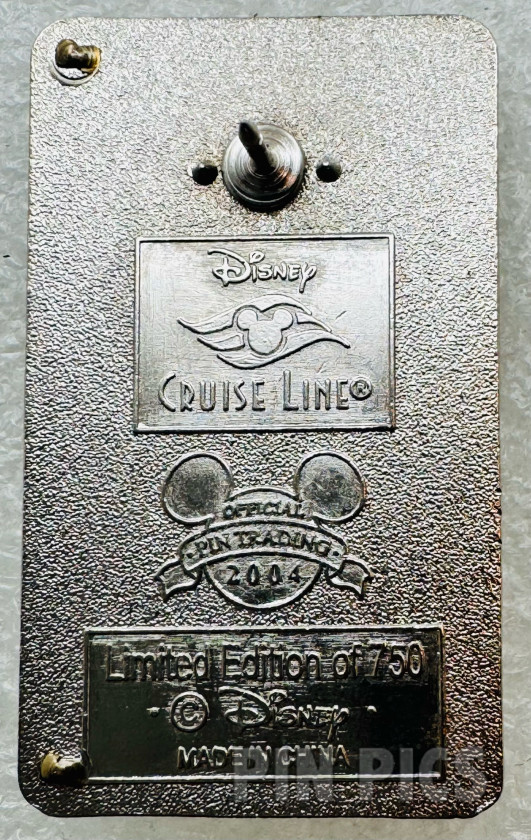 Disney
CRUISE LINE®
OFFICIAL
·PIN TRADING·
2004
Limited Edition of 750
· © Disney ·
MADE IN CHINA
PIN PICS